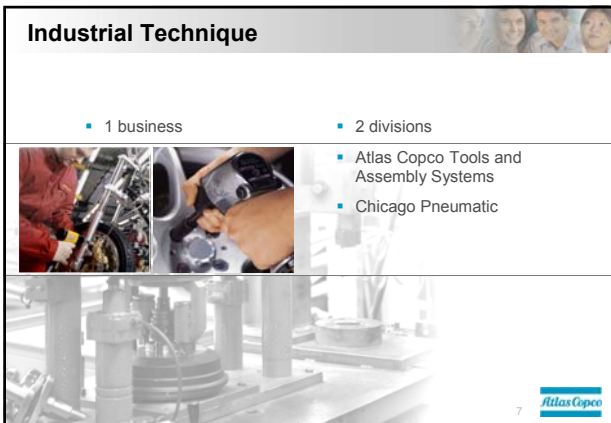 Industrial Technique
▪ 1 business
▪ 2 divisions
▪ Atlas Copco Tools and
Assembly Systems
▪ Chicago Pneumatic
7
Atlas Copco